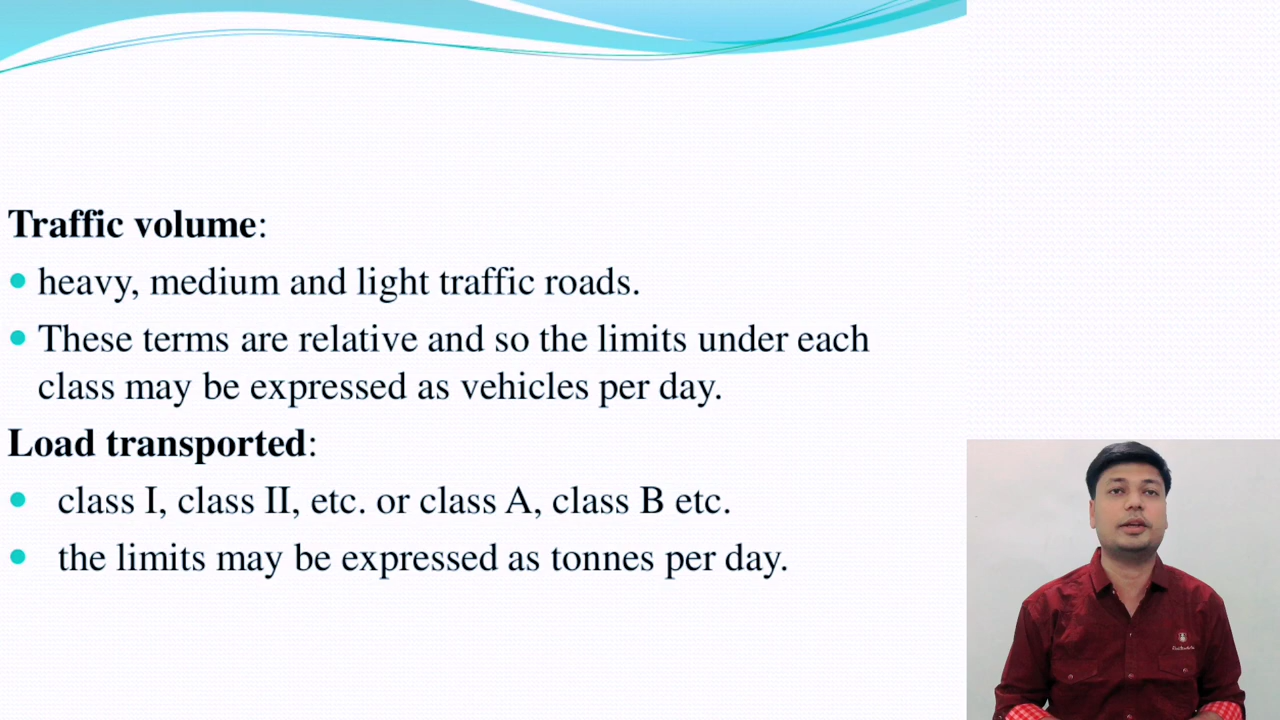 Traffic volume:
heavy, medium and light traffic roads.
These terms are relative and so the limits under each
class may be expressed as vehicles per day.
Load transported:
class I, class II, etc. or class A, class B etc.
the limits may be expressed as tonnes per day.